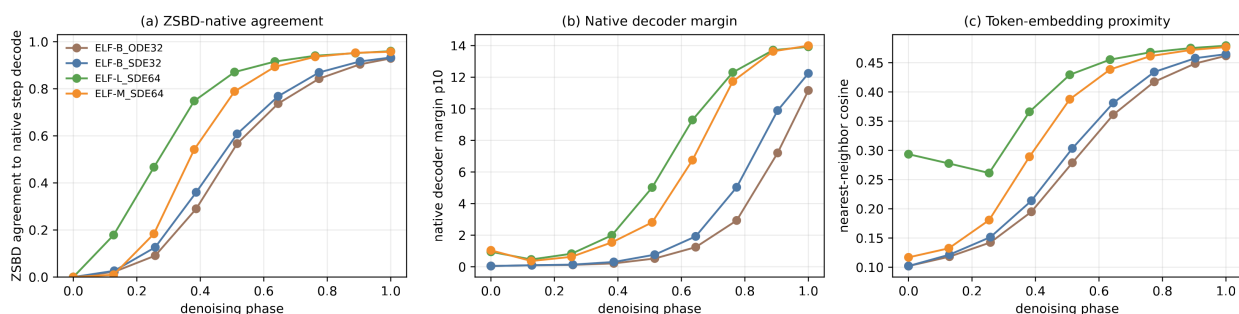 (a) ZSBD-native agreement
ZSBD agreement to native step decode
1.0
0.8
0.6
0.4
0.2
0.0
ELF-B_ODE32
ELF-B_SDE32
ELF-L_SDE64
ELF-M_SDE64
0.0 0.2 0.4 0.6 0.8 1.0
denoising phase
(b) Native decoder margin
native decoder margin p10
14
12
10
8
6
4
2
0
0.0 0.2 0.4 0.6 0.8 1.0
denoising phase
(c) Token-embedding proximity
nearest-neighbor cosine
0.45
0.40
0.35
0.30
0.25
0.20
0.15
0.10
0.0 0.2 0.4 0.6 0.8 1.0
denoising phase